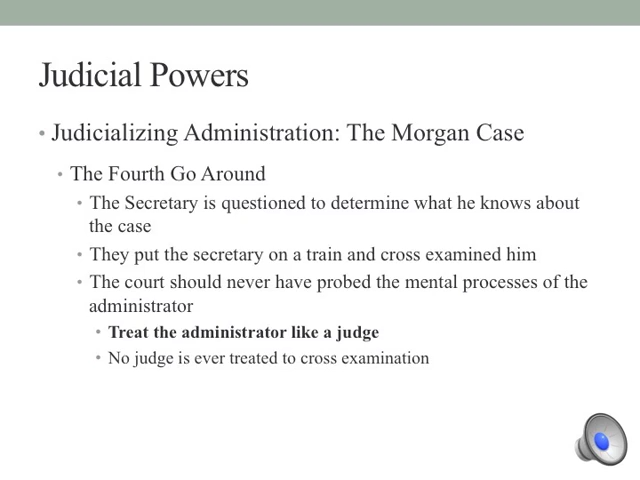 Judicial Powers
• Judicializing Administration: The Morgan Case
• The Fourth Go Around
• The Secretary is questioned to determine what he knows about
the case
• They put the secretary on a train and cross examined him
• The court should never have probed the mental processes of the
administrator
• Treat the administrator like a judge
• No judge is ever treated to cross examination